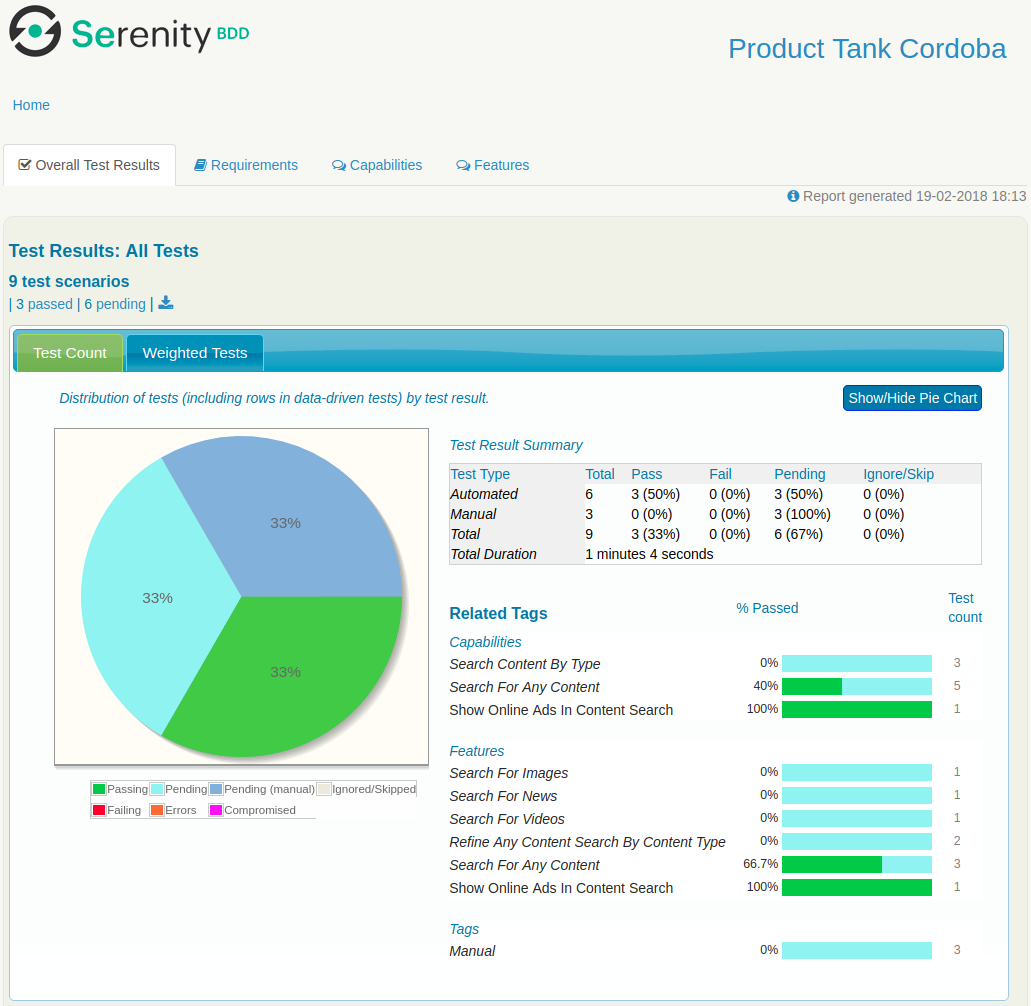 Serenity BDD
Product Tank Cordoba
Home
Overall Test Results Requirements Capabilities Features
Report generated 19-02-2018 18:13
Test Results: All Tests
9 test scenarios
| 3 passed | 6 pending |
Test Count Weighted Tests
Distribution of tests (including rows in data-driven tests) by test result.
Show/Hide Pie Chart
33%
33%
33%
Passing Pending Pending (manual) Ignored/Skipped
Failing Errors Compromised
Test Result Summary
Test Type Total Pass Fail Pending Ignore/Skip
Automated 6 3 (50%) 0 (0%) 3 (50%) 0 (0%)
Manual 3 0 (0%) 0 (0%) 3 (100%) 0 (0%)
Total 9 3 (33%) 0 (0%) 6 (67%) 0 (0%)
Total Duration 1 minutes 4 seconds
Related Tags % Passed Test count
Capabilities
Search Content By Type 0% 3
Search For Any Content 40% 5
Show Online Ads In Content Search 100% 1
Features
Search For Images 0% 1
Search For News 0% 1
Search For Videos 0% 1
Refine Any Content Search By Content Type 0% 2
Search For Any Content 66.7% 3
Show Online Ads In Content Search 100% 1
Tags
Manual 0% 3